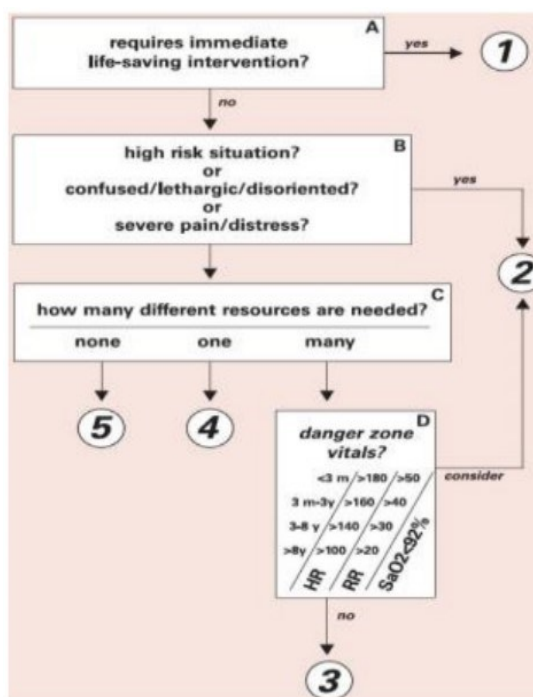 A
requires immediate
life-saving intervention?
yes
1
no
B
high risk situation?
or
confused/lethargic/disoriented?
or
severe pain/distress?
yes
2
C
how many different resources are needed?
none one many
5 4
D
danger zone
vitals?
consider
<3 m >180 >50
3 m-3y >160 >40
3-8 y >140 >30
>8y >100 >20
HR RR SaO2<92%
no
3